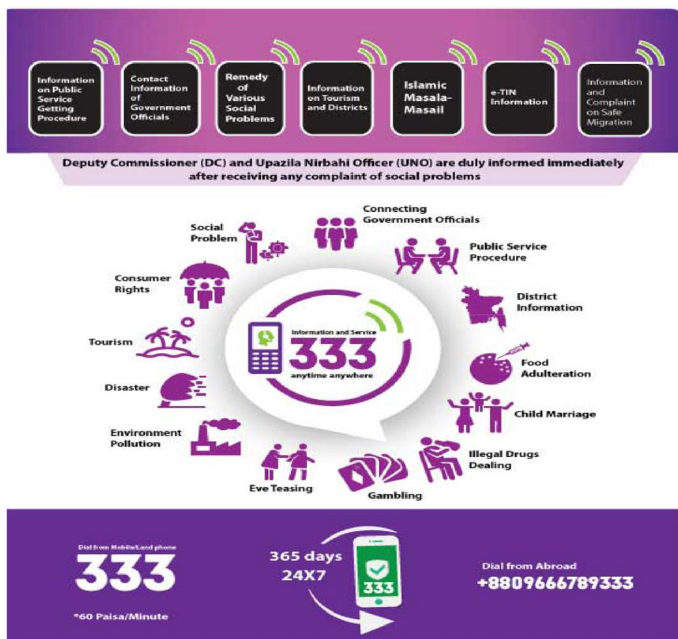 Information
on Public
Service
Getting
Procedure
Contact
Information
of
Government
Officials
Remedy
of
Various
Social
Problems
Information
on Tourism
and Districts
Islamic
Masala-
Masail
e-TIN
Information
Information
and
Complaint
on Safe
Migration
Deputy Commissioner (DC) and Upazila Nirbahi Officer (UNO) are duly informed immediately
after receiving any complaint of social problems
Connecting
Government Officials
Social
Problem
Public Service
Procedure
Consumer
Rights
District
Information
Tourism
Information and Service
333
anytime anywhere
Food
Adulteration
Disaster
Child Marriage
Environment
Pollution
Illegal Drugs
Dealing
Eve Teasing
Gambling
Dial from Mobile/Land phone
333
*60 Paisa/Minute
365 days
24X7
333
Dial from Abroad
+8809666789333